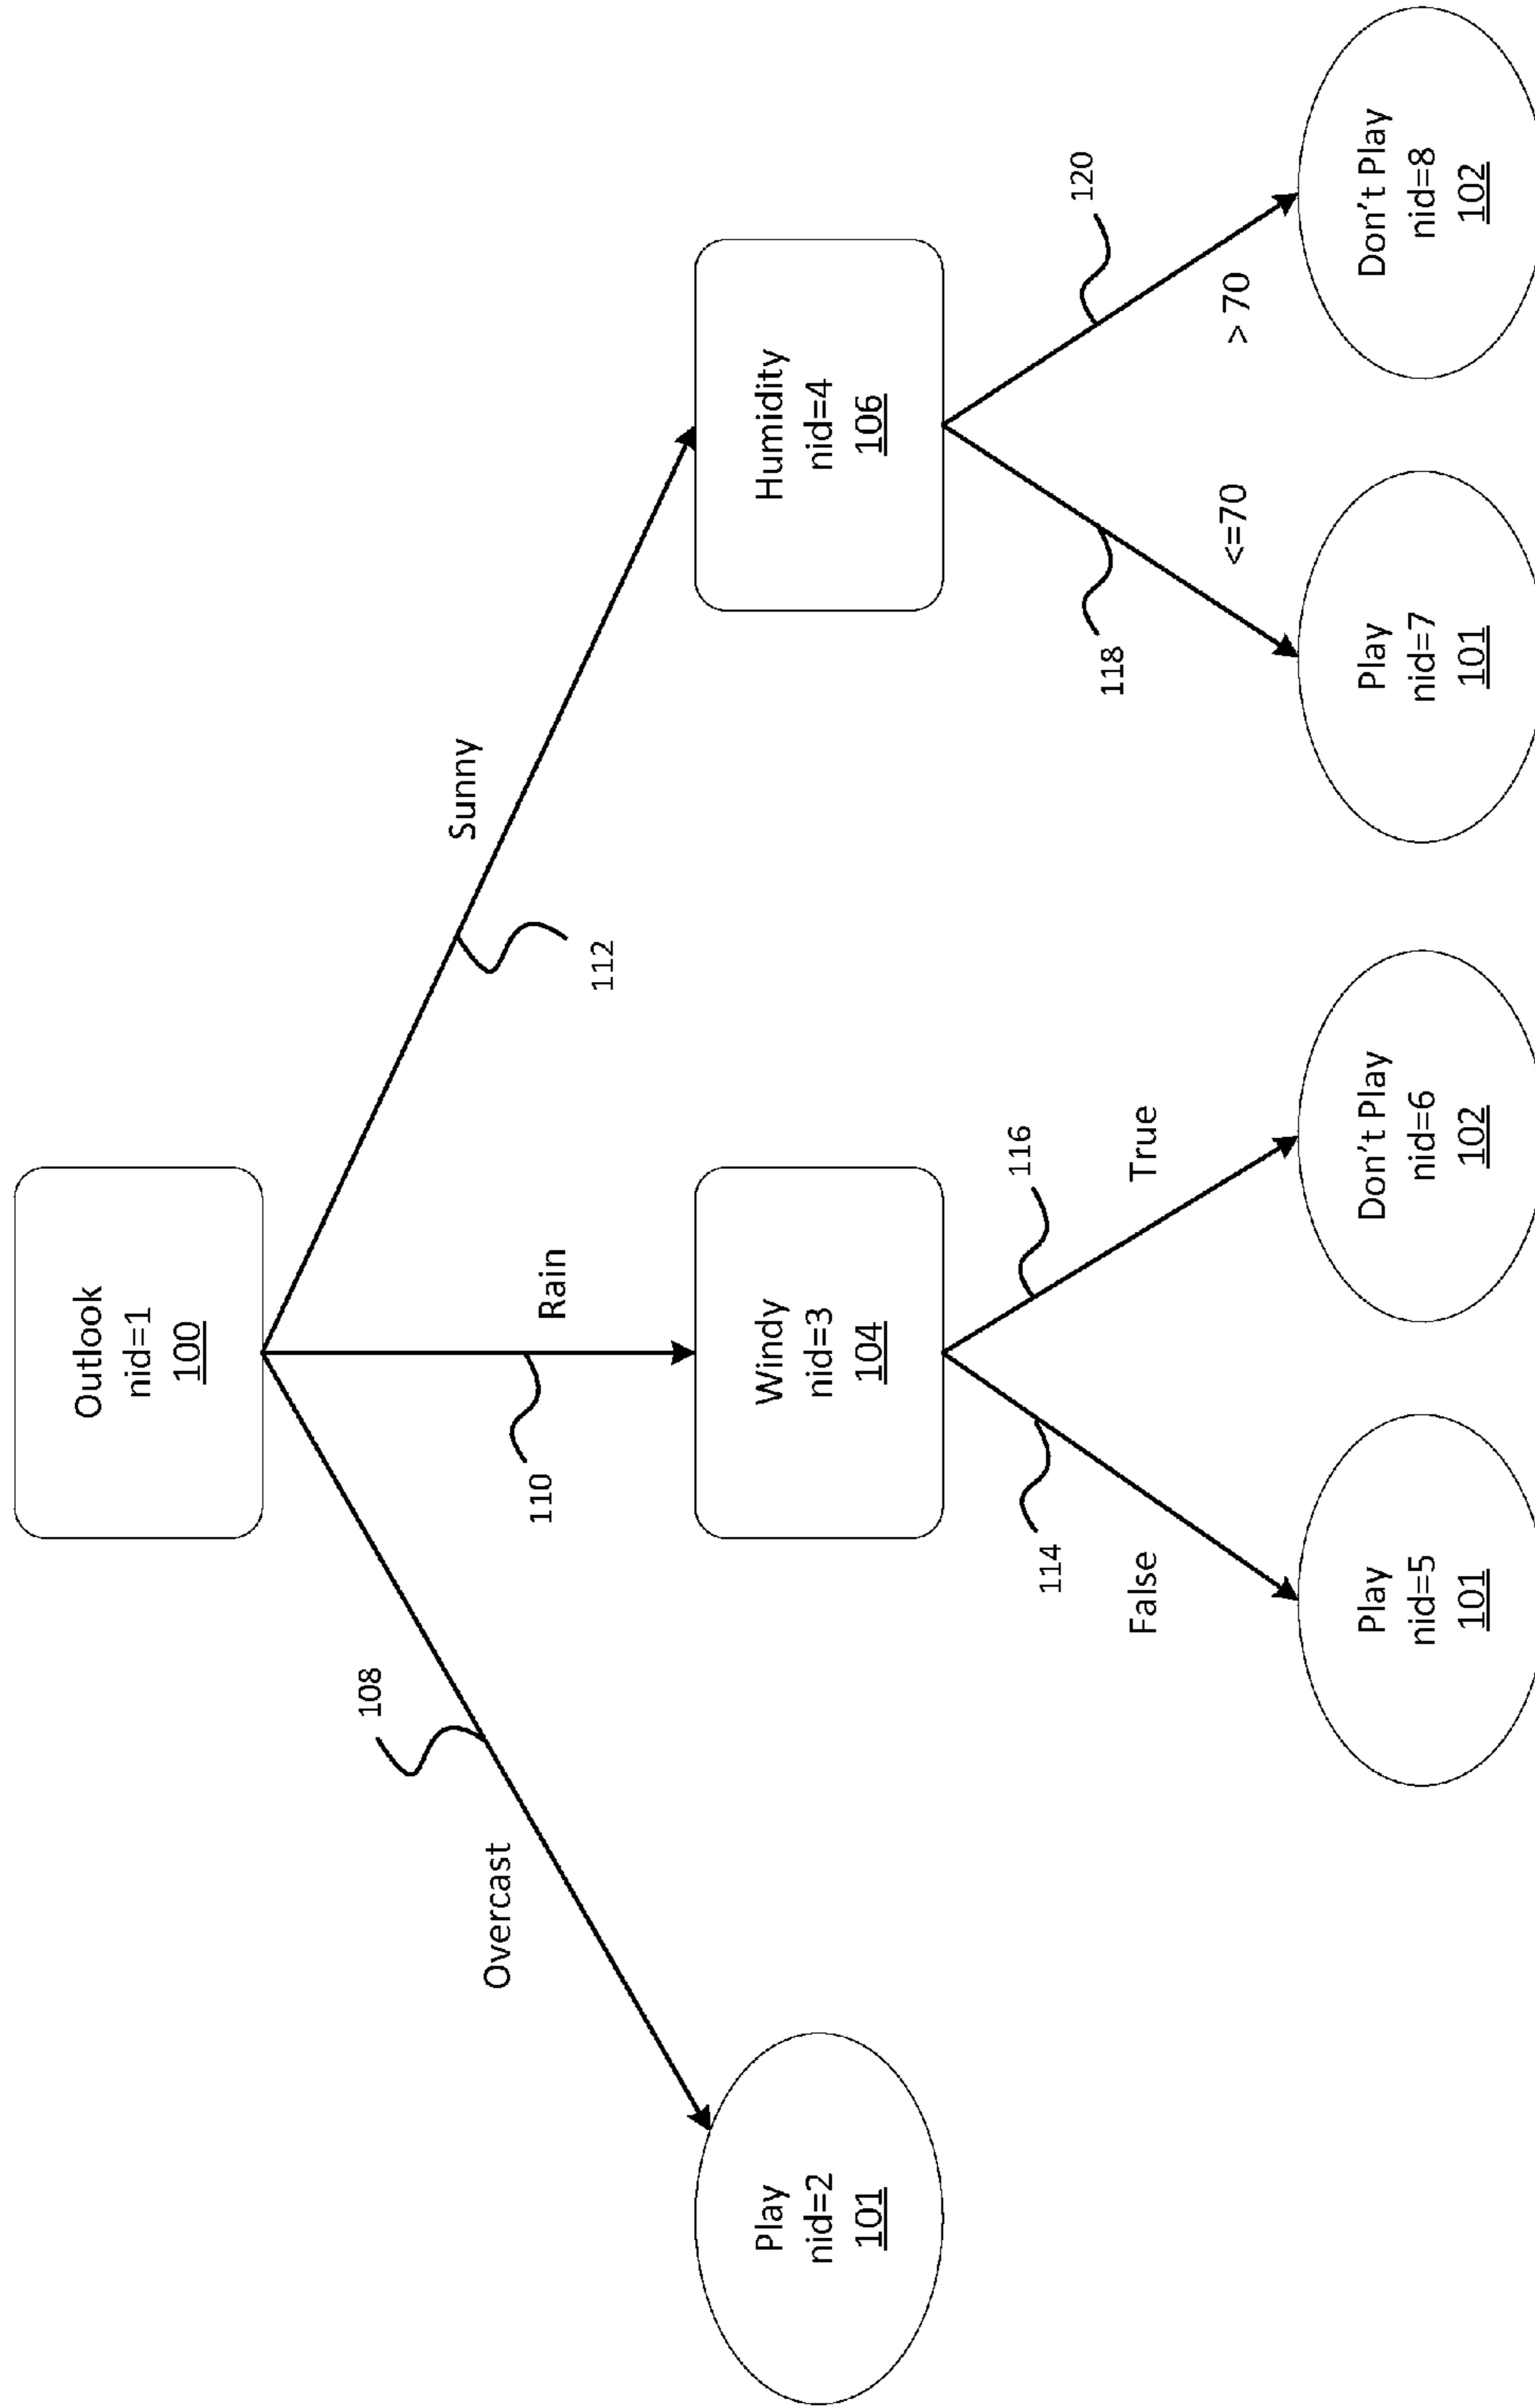 Outlook
nid=1
100
108
Overcast
110
Rain
112
Sunny
Play
nid=2
101
Windy
nid=3
104
Humidity
nid=4
106
114
False
116
True
118
<=70
120
> 70
Play
nid=5
101
Don't Play
nid=6
102
Play
nid=7
101
Don't Play
nid=8
102